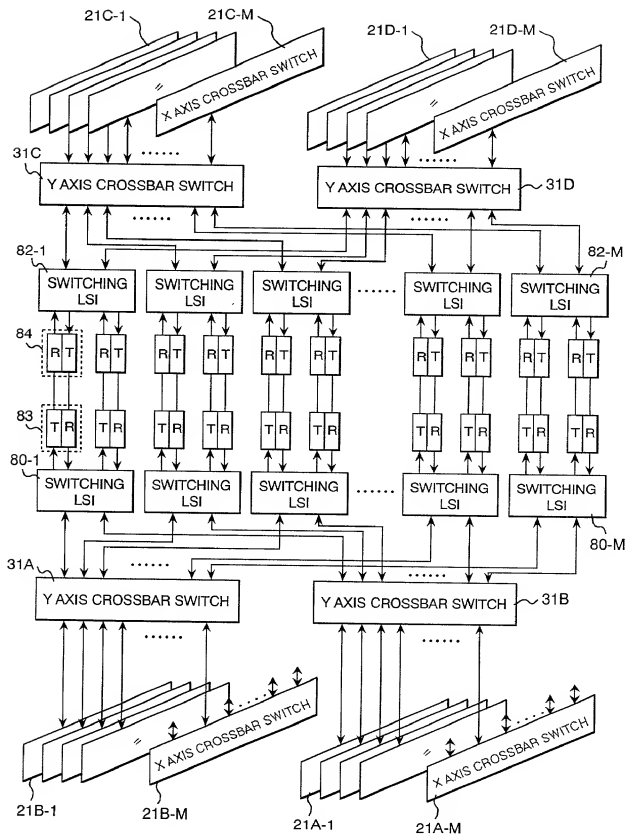 21C-1 21C-M 21D-1 21D-M
X AXIS CROSSBAR SWITCH X AXIS CROSSBAR SWITCH
31C 31D
Y AXIS CROSSBAR SWITCH Y AXIS CROSSBAR SWITCH
82-1 82-M
SWITCHING LSI SWITCHING LSI SWITCHING LSI SWITCHING LSI SWITCHING LSI
84
R T R T R T R T R T R T R T R T R T R T
83
T R T R T R T R T R T R T R T R T R T R
80-1
SWITCHING LSI SWITCHING LSI SWITCHING LSI SWITCHING LSI SWITCHING LSI
80-M
31A 31B
Y AXIS CROSSBAR SWITCH Y AXIS CROSSBAR SWITCH
X AXIS CROSSBAR SWITCH X AXIS CROSSBAR SWITCH
21B-1 21B-M 21A-1 21A-M